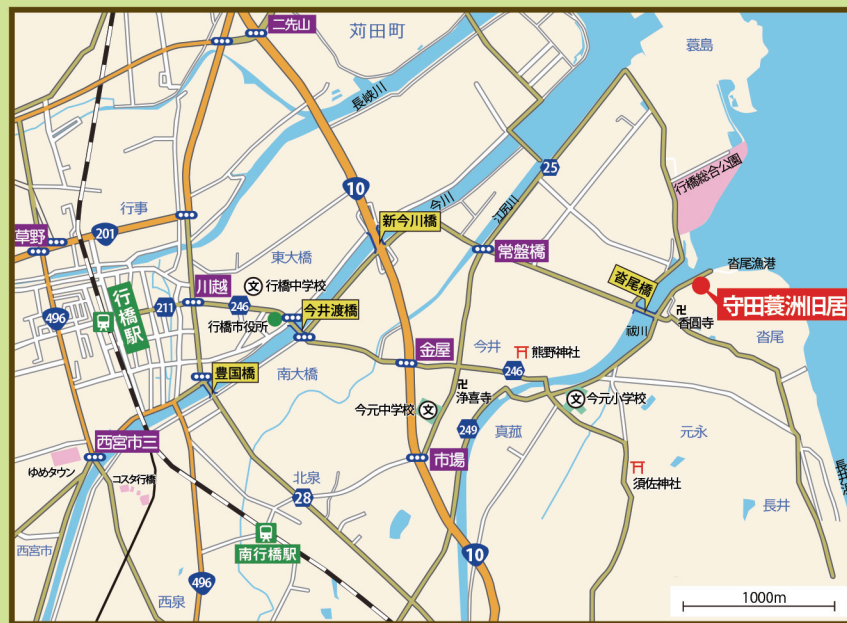 二先山
苅田町
蓑島
長峡川
10
今川
江尻川
25
行橋総合公園
行事
201
草野
新今川橋
東大橋
常盤橋
沓尾漁港
行橋駅
川越
行橋中学校
文
211
246
沓尾橋
守田蓑洲旧居
496
行橋市役所
今井渡橋
祓川
卍
香圓寺
沓尾
金屋
今井
熊野神社
豊国橋
南大橋
246
今元中学校
文
卍
浄喜寺
文
今元小学校
249
真菰
元永
西宮市三
市場
ゆめタウン
コスタ行橋
北泉
須佐神社
28
長井
西宮市
南行橋駅
10
496
西泉
1000m